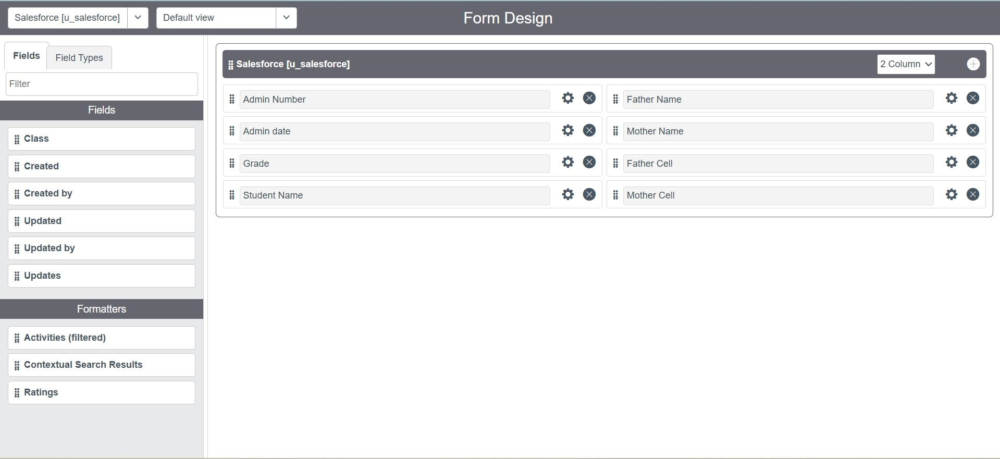 Salesforce [u_salesforce]
Default view
Form Design
Fields
Field Types
Filter
Fields
Class
Created
Created by
Updated
Updated by
Updates
Formatters
Activities (filtered)
Contextual Search Results
Ratings
Salesforce [u_salesforce]
2 Column
Admin Number
Father Name
Admin date
Mother Name
Grade
Father Cell
Student Name
Mother Cell